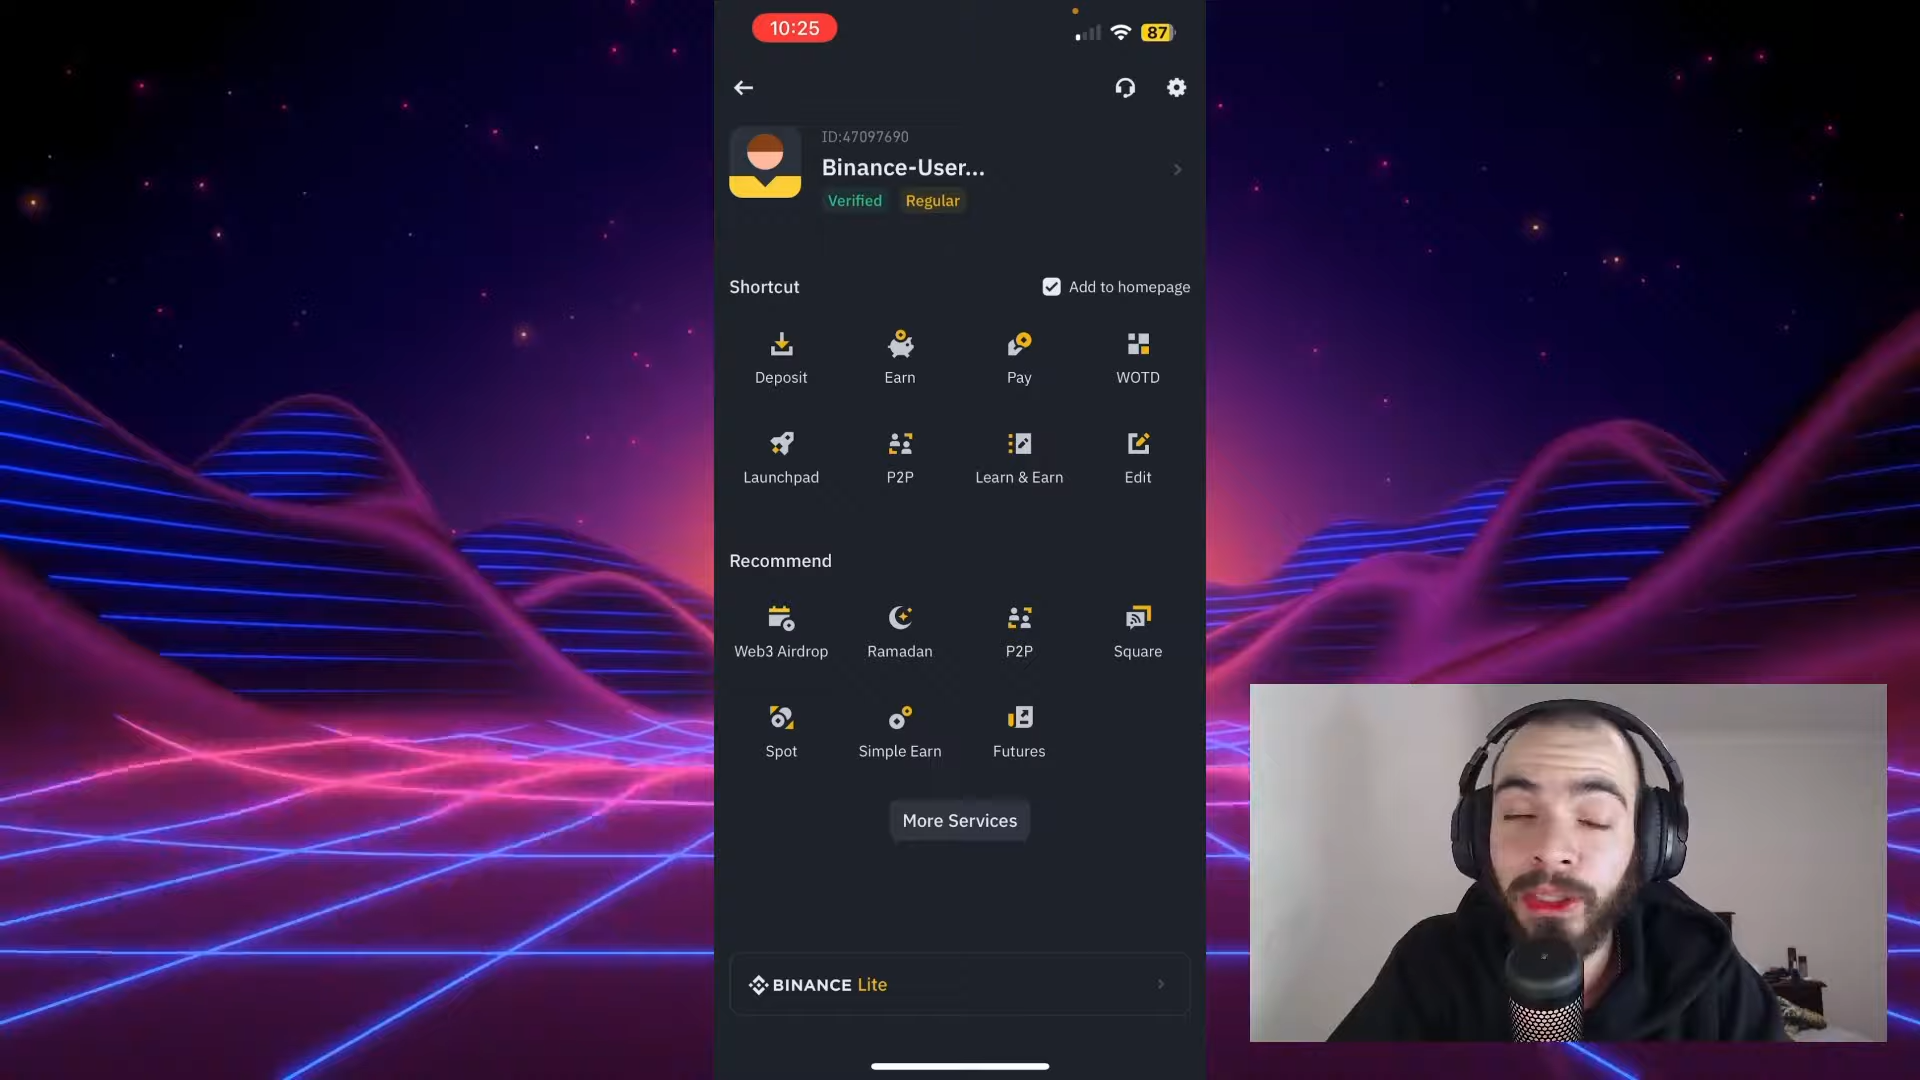 10:25
87
ID:47097690
Binance-User...
Verified Regular
Shortcut
Add to homepage
Deposit Earn Pay WOTD
Launchpad P2P Learn & Earn Edit
Recommend
Web3 Airdrop Ramadan P2P Square
Spot Simple Earn Futures
More Services
BINANCE Lite